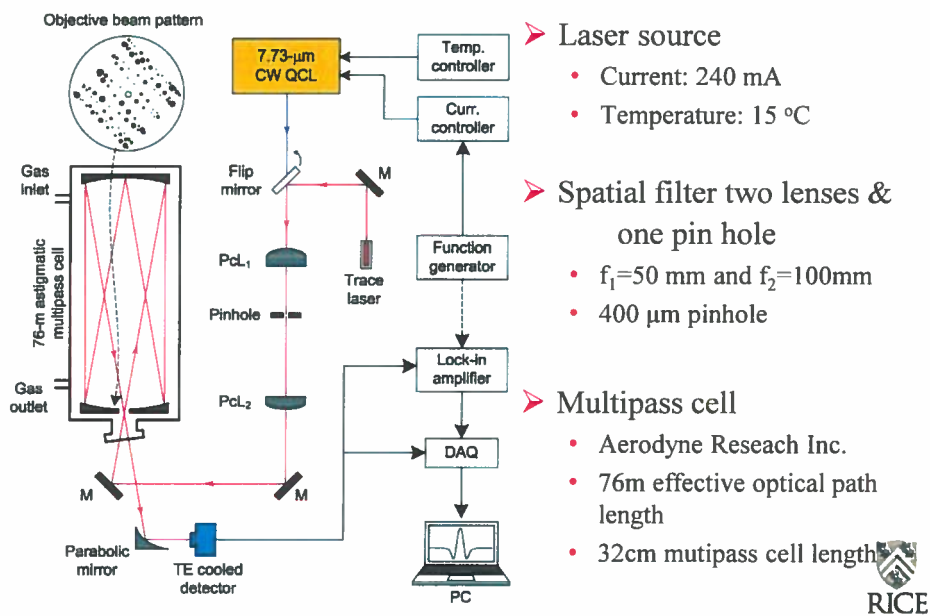 Objective beam pattern
7.73-μm
CW QCL
Temp.
controller
Curr.
controller
Gas
inlet
Flip
mirror
M
76-m astigmatic
multipass cell
PcL₁
Trace
laser
Function
generator
Pinhole
Lock-in
amplifier
Gas
outlet
PcL₂
DAQ
M
M
Parabolic
mirror
TE cooled
detector
PC
➢ Laser source
• Current: 240 mA
• Temperature: 15 ºC
➢ Spatial filter two lenses &
one pin hole
• f₁=50 mm and f₂=100mm
• 400 μm pinhole
➢ Multipass cell
• Aerodyne Reseach Inc.
• 76m effective optical path
length
• 32cm mutipass cell length
RICE